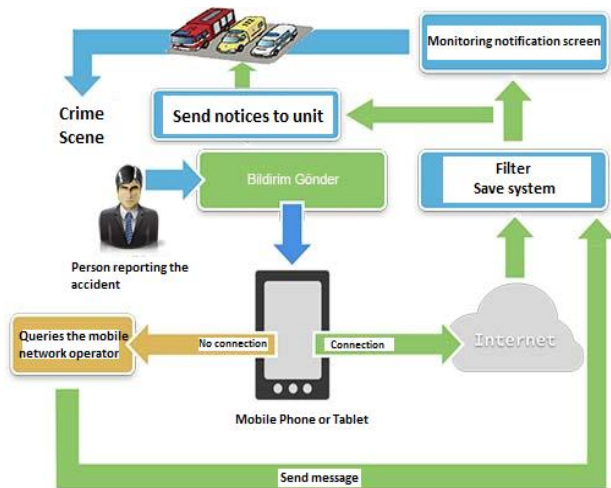 Monitoring notification screen
Crime
Scene
Send notices to unit
Filter
Save system
Bildirim Gönder
Person reporting the
accident
Queries the mobile
network operator
No connection
Connection
Internet
Mobile Phone or Tablet
Send message